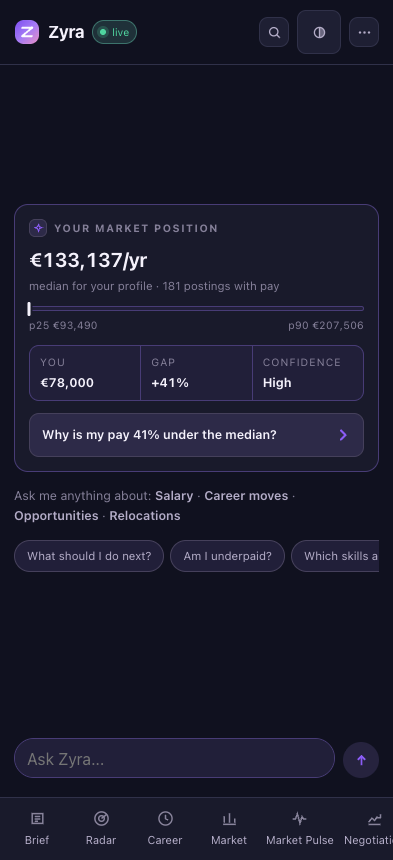 Zyra live
YOUR MARKET POSITION
€133,137/yr
median for your profile · 181 postings with pay
p25 €93,490 p90 €207,506
YOU GAP CONFIDENCE
€78,000 +41% High
Why is my pay 41% under the median?
Ask me anything about: Salary · Career moves ·
Opportunities · Relocations
What should I do next? Am I underpaid? Which skills a
Ask Zyra...
Brief Radar Career Market Market Pulse Negotiati